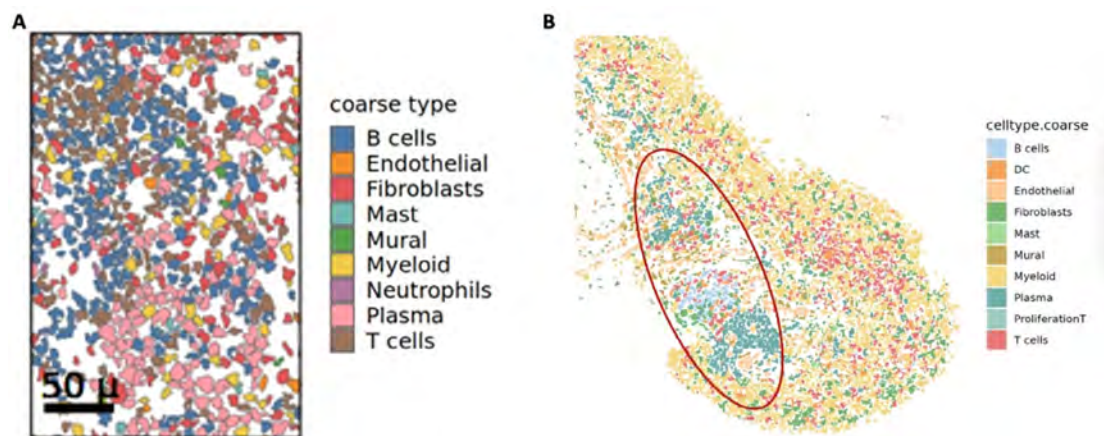 A
coarse type
B cells
Endothelial
Fibroblasts
Mast
Mural
Myeloid
Neutrophils
Plasma
T cells
50 μ
B
celltype.coarse
B cells
DC
Endothelial
Fibroblasts
Mast
Mural
Myeloid
Plasma
ProliferationT
T cells